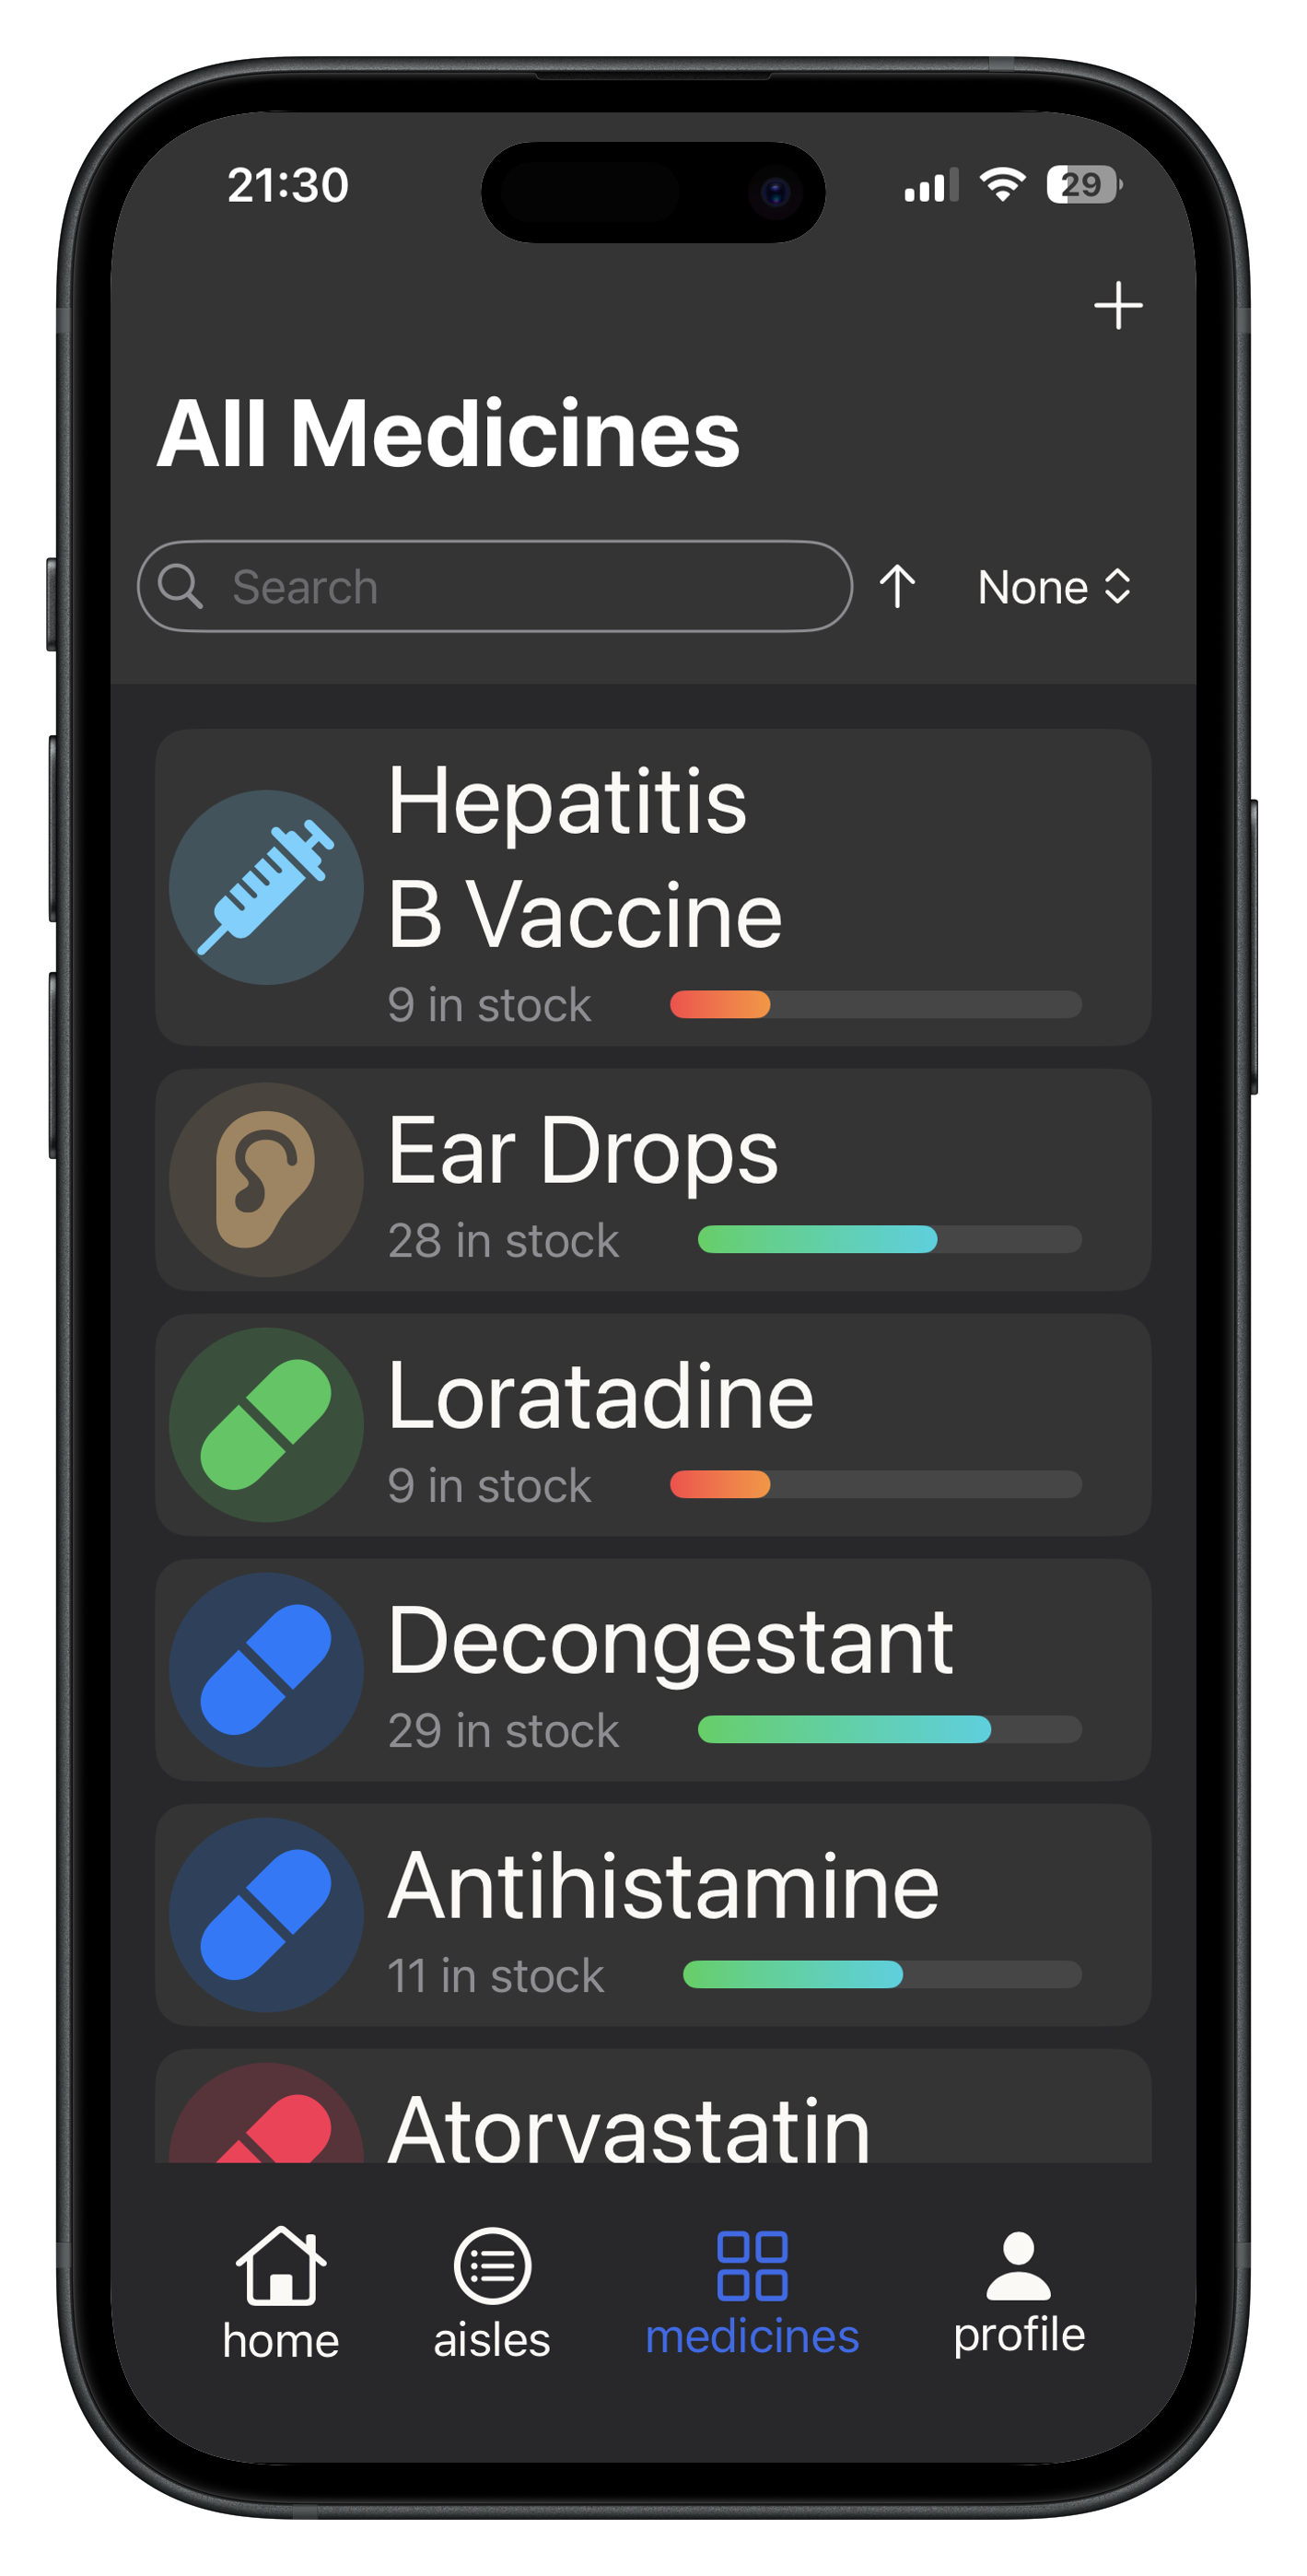 21:30
29
All Medicines
Search
None
Hepatitis
B Vaccine
9 in stock
Ear Drops
28 in stock
Loratadine
9 in stock
Decongestant
29 in stock
Antihistamine
11 in stock
Atorvastatin
home
aisles
medicines
profile